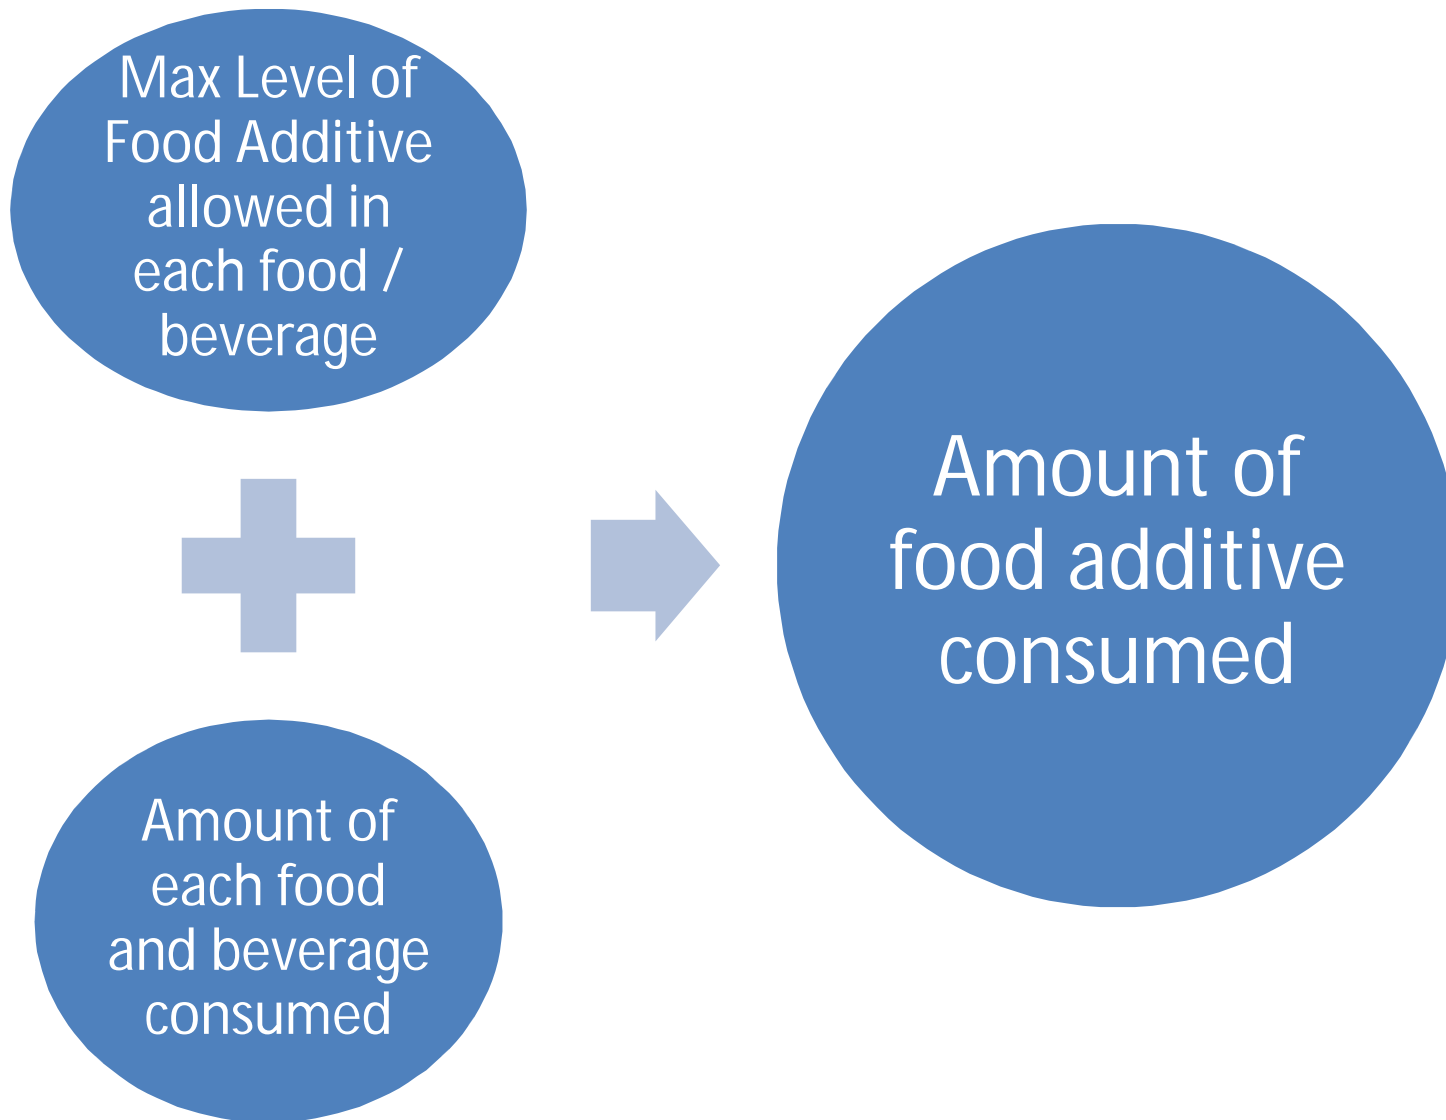 Max Level of
Food Additive
allowed in
each food /
beverage
Amount of
each food
and beverage
consumed
Amount of
food additive
consumed